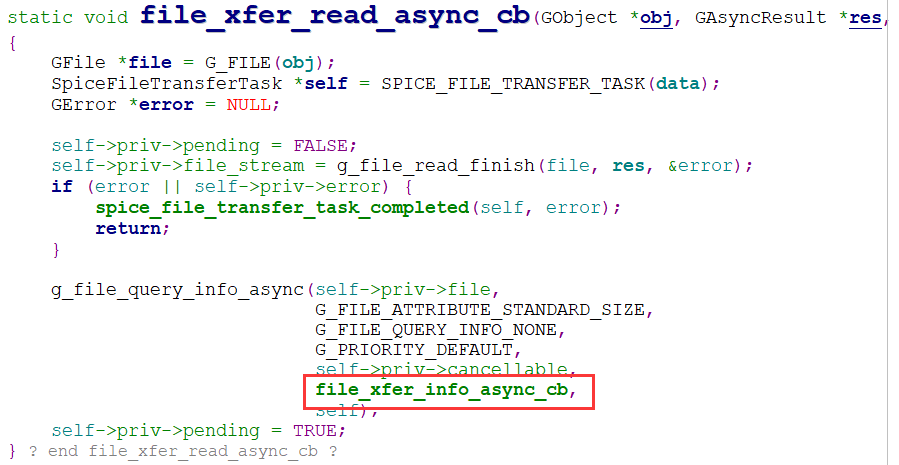 static void file_xfer_read_async_cb(GObject *obj, GAsyncResult *res,
{
    GFile *file = G_FILE(obj);
    SpiceFileTransferTask *self = SPICE_FILE_TRANSFER_TASK(data);
    GError *error = NULL;

    self->priv->pending = FALSE;
    self->priv->file_stream = g_file_read_finish(file, res, &error);
    if (error || self->priv->error) {
        spice_file_transfer_task_completed(self, error);
        return;
    }

    g_file_query_info_async(self->priv->file,
                            G_FILE_ATTRIBUTE_STANDARD_SIZE,
                            G_FILE_QUERY_INFO_NONE,
                            G_PRIORITY_DEFAULT,
                            self->priv->cancellable,
                            file_xfer_info_async_cb,
                            self);
    self->priv->pending = TRUE;
} ? end file_xfer_read_async_cb ?